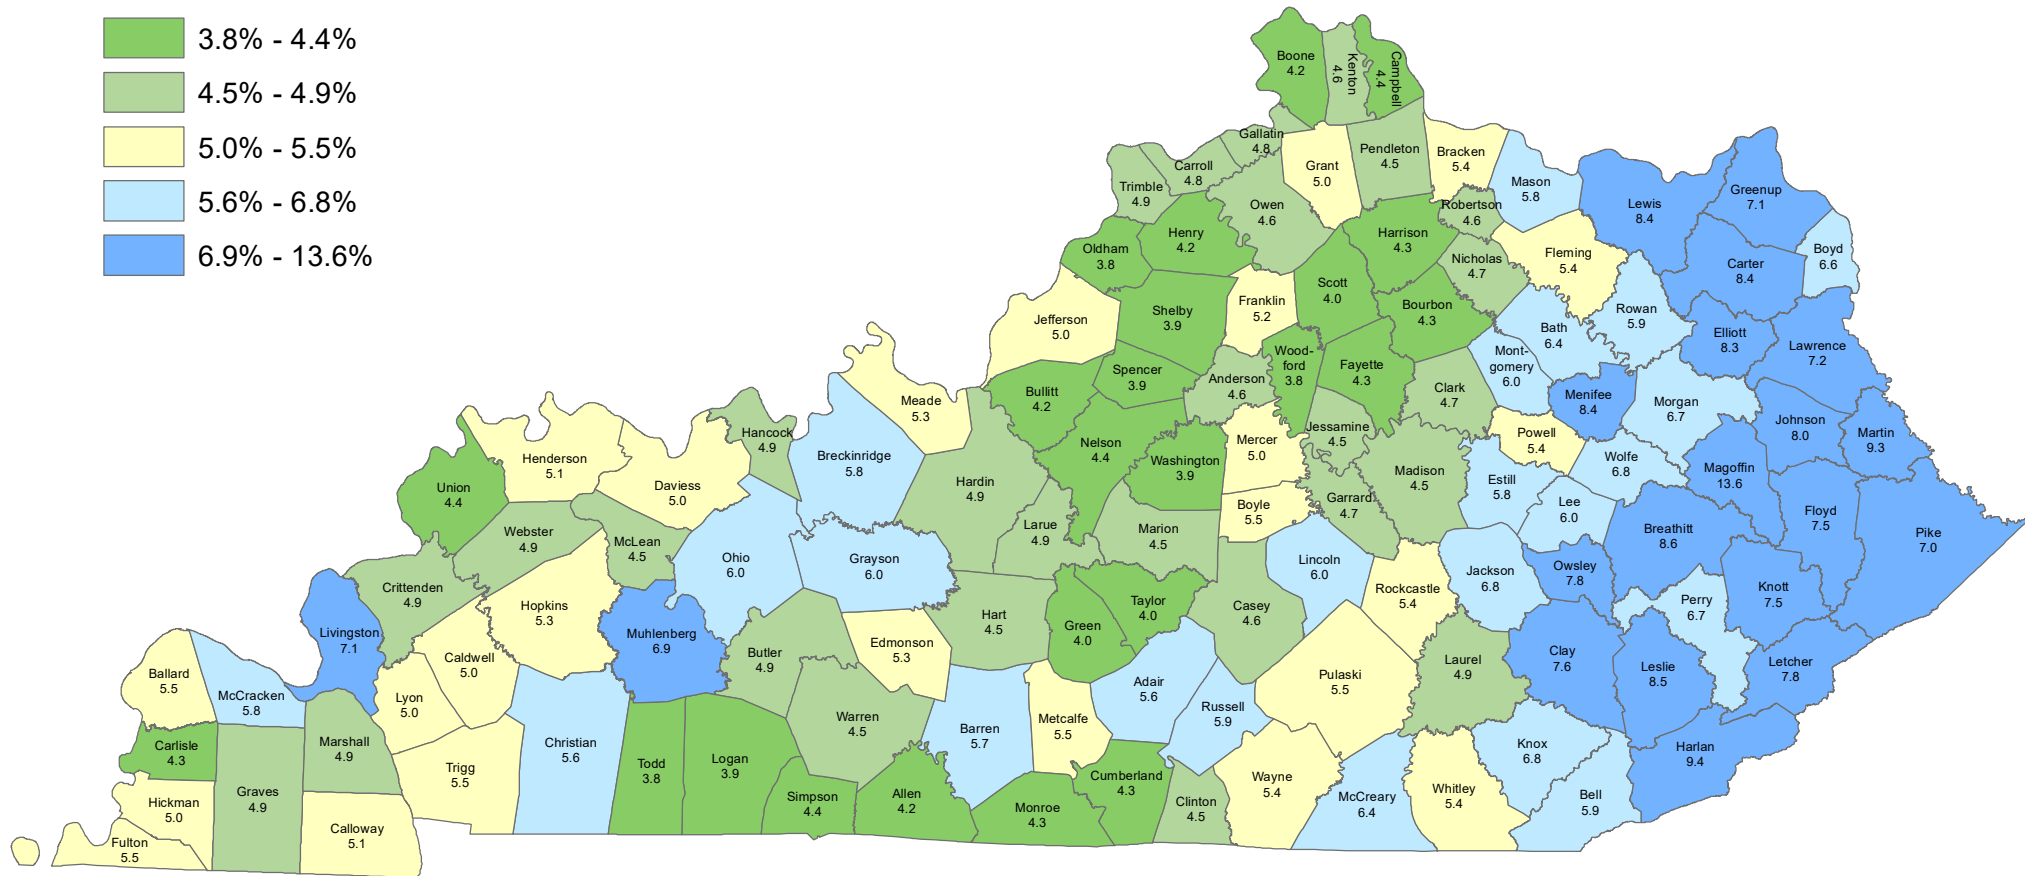 3.8% - 4.4%
4.5% - 4.9%
5.0% - 5.5%
5.6% - 6.8%
6.9% - 13.6%
Boone
4.2
Kenton
4.6
Campbell
4.4
Gallatin
4.8
Carroll
4.8
Trimble
4.9
Grant
5.0
Pendleton
4.5
Bracken
5.4
Mason
5.8
Lewis
8.4
Greenup
7.1
Owen
4.6
Robertson
4.6
Henry
4.2
Oldham
3.8
Harrison
4.3
Nicholas
4.7
Fleming
5.4
Carter
8.4
Boyd
6.6
Scott
4.0
Franklin
5.2
Shelby
3.9
Jefferson
5.0
Bourbon
4.3
Bath
6.4
Rowan
5.9
Elliott
8.3
Lawrence
7.2
Wood-
ford
3.8
Fayette
4.3
Mont-
gomery
6.0
Spencer
3.9
Anderson
4.6
Clark
4.7
Menifee
8.4
Morgan
6.7
Bullitt
4.2
Meade
5.3
Jessamine
4.5
Johnson
8.0
Martin
9.3
Hancock
4.9
Breckinridge
5.8
Nelson
4.4
Washington
3.9
Mercer
5.0
Powell
5.4
Wolfe
6.8
Magoffin
13.6
Henderson
5.1
Union
4.4
Daviess
5.0
Hardin
4.9
Madison
4.5
Estill
5.8
Lee
6.0
Garrard
4.7
Boyle
5.5
Floyd
7.5
Pike
7.0
Breathitt
8.6
Webster
4.9
McLean
4.5
Larue
4.9
Marion
4.5
Ohio
6.0
Grayson
6.0
Lincoln
6.0
Jackson
6.8
Owsley
7.8
Crittenden
4.9
Hopkins
5.3
Rockcastle
5.4
Perry
6.7
Knott
7.5
Taylor
4.0
Casey
4.6
Hart
4.5
Green
4.0
Livingston
7.1
Muhlenberg
6.9
Edmonson
5.3
Butler
4.9
Caldwell
5.0
Laurel
4.9
Clay
7.6
Leslie
8.5
Letcher
7.8
Pulaski
5.5
Adair
5.6
Ballard
5.5
McCracken
5.8
Lyon
5.0
Russell
5.9
Metcalfe
5.5
Warren
4.5
Barren
5.7
Christian
5.6
Marshall
4.9
Carlisle
4.3
Knox
6.8
Harlan
9.4
Todd
3.8
Logan
3.9
Trigg
5.5
Cumberland
4.3
Wayne
5.4
Whitley
5.4
McCreary
6.4
Bell
5.9
Graves
4.9
Hickman
5.0
Simpson
4.4
Allen
4.2
Monroe
4.3
Clinton
4.5
Calloway
5.1
Fulton
5.5